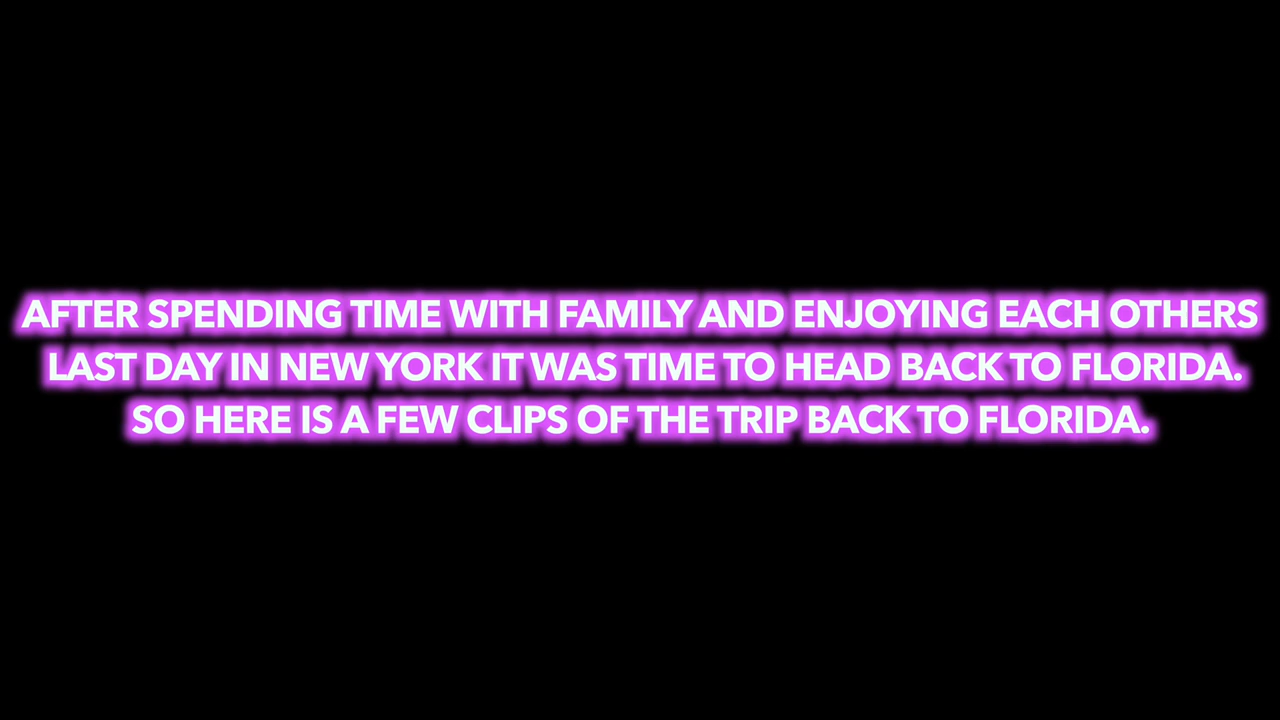 AFTER SPENDING TIME WITH FAMILY AND ENJOYING EACH OTHERS
LAST DAY IN NEW YORK IT WAS TIME TO HEAD BACK TO FLORIDA.
SO HERE IS A FEW CLIPS OF THE TRIP BACK TO FLORIDA.